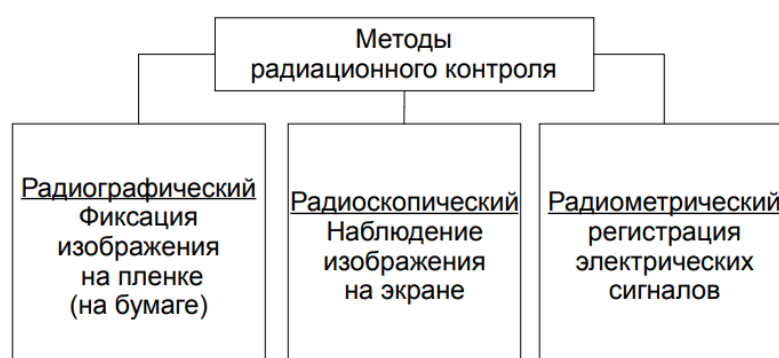 Методы
радиационного контроля
Радиографический
Фиксация
изображения
на пленке
(на бумаге)
Радиоскопический
Наблюдение
изображения
на экране
Радиометрический
регистрация
электрических
сигналов